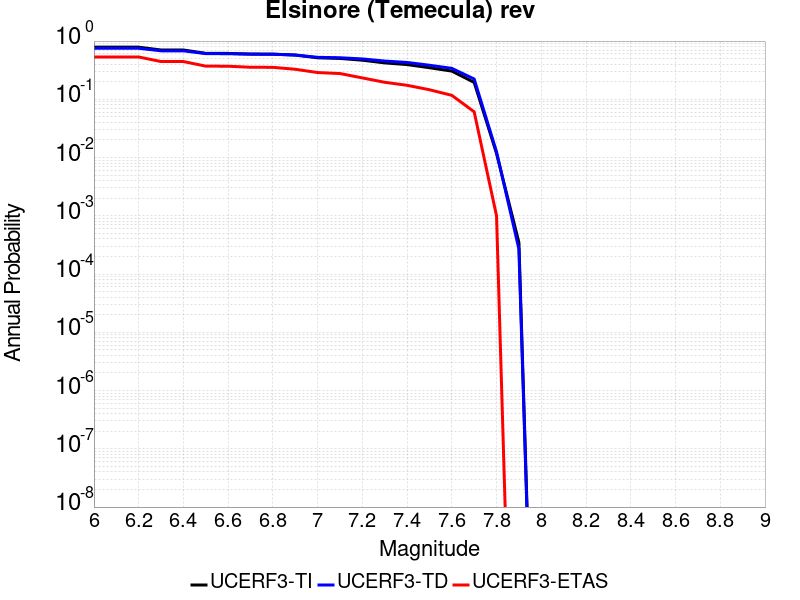 Elsinore (Temecula) rev
10^0
10^-1
10^-2
10^-3
10^-4
10^-5
10^-6
10^-7
10^-8
Annual Probability
6 6.2 6.4 6.6 6.8 7 7.2 7.4 7.6 7.8 8 8.2 8.4 8.6 8.8 9
Magnitude
UCERF3-TI UCERF3-TD UCERF3-ETAS